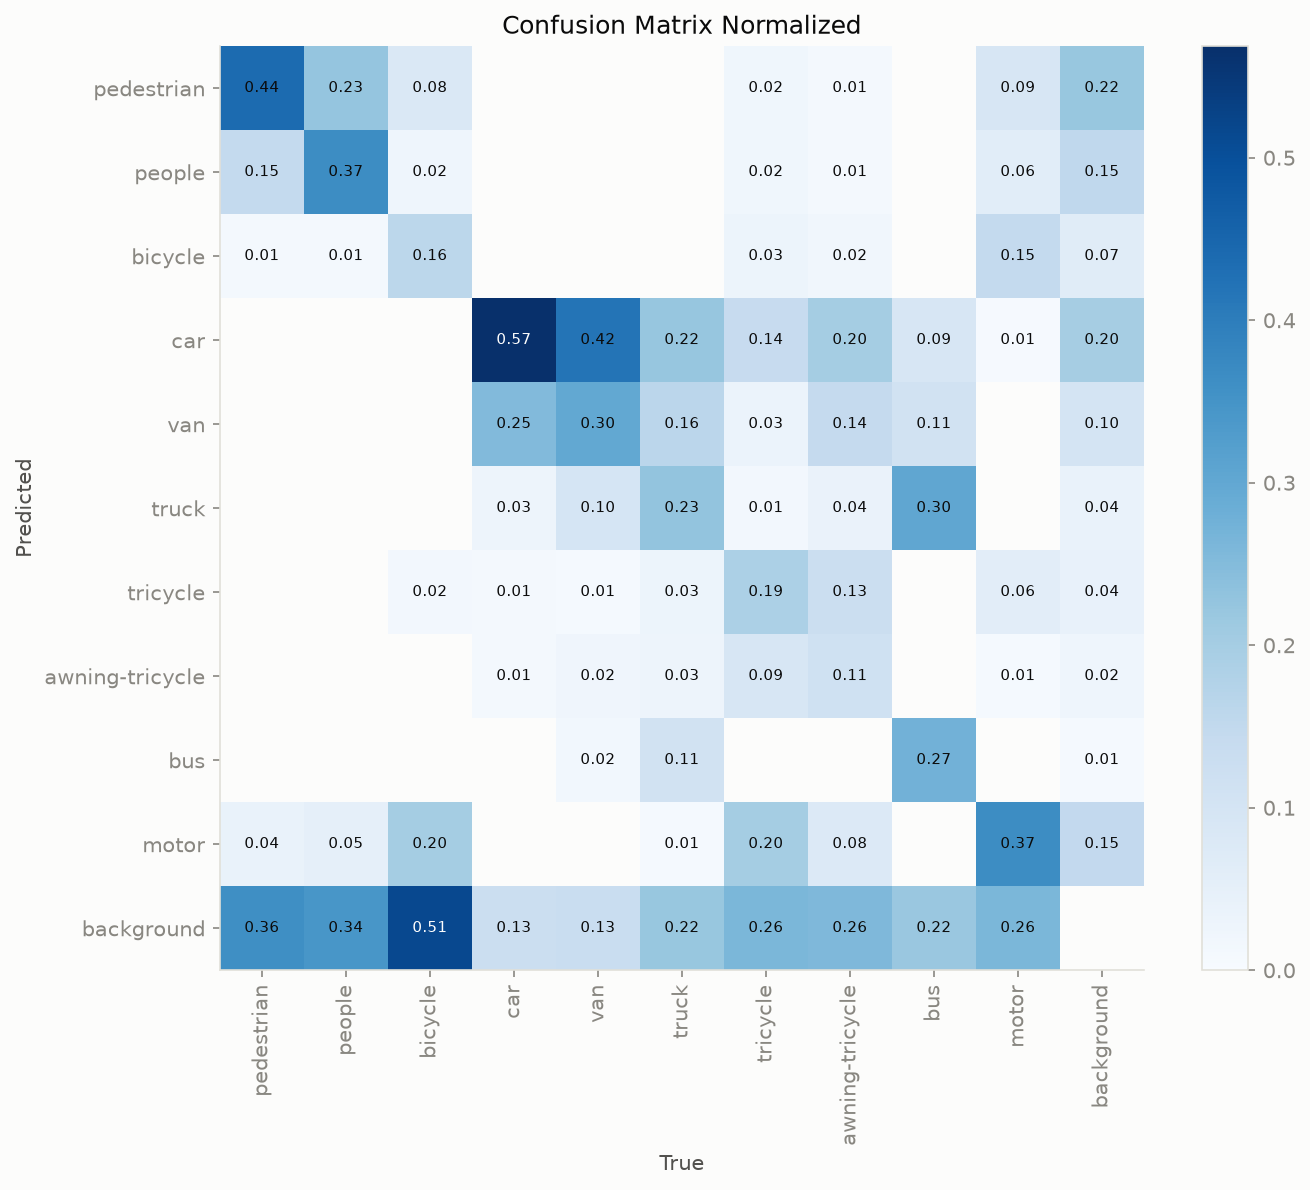 Confusion Matrix Normalized
pedestrian 0.44 0.23 0.08 0.02 0.01 0.09 0.22
people 0.15 0.37 0.02 0.02 0.01 0.06 0.15
bicycle 0.01 0.01 0.16 0.03 0.02 0.15 0.07
car 0.57 0.42 0.22 0.14 0.20 0.09 0.01 0.20
van 0.25 0.30 0.16 0.03 0.14 0.11 0.10
truck 0.03 0.10 0.23 0.01 0.04 0.30 0.04
tricycle 0.02 0.01 0.01 0.03 0.19 0.13 0.06 0.04
awning-tricycle 0.01 0.02 0.03 0.09 0.11 0.01 0.02
bus 0.02 0.11 0.27 0.01
motor 0.04 0.05 0.20 0.01 0.20 0.08 0.37 0.15
background 0.36 0.34 0.51 0.13 0.13 0.22 0.26 0.26 0.22 0.26
Predicted
pedestrian
people
bicycle
car
van
truck
tricycle
awning-tricycle
bus
motor
background
True
0.5
0.4
0.3
0.2
0.1
0.0